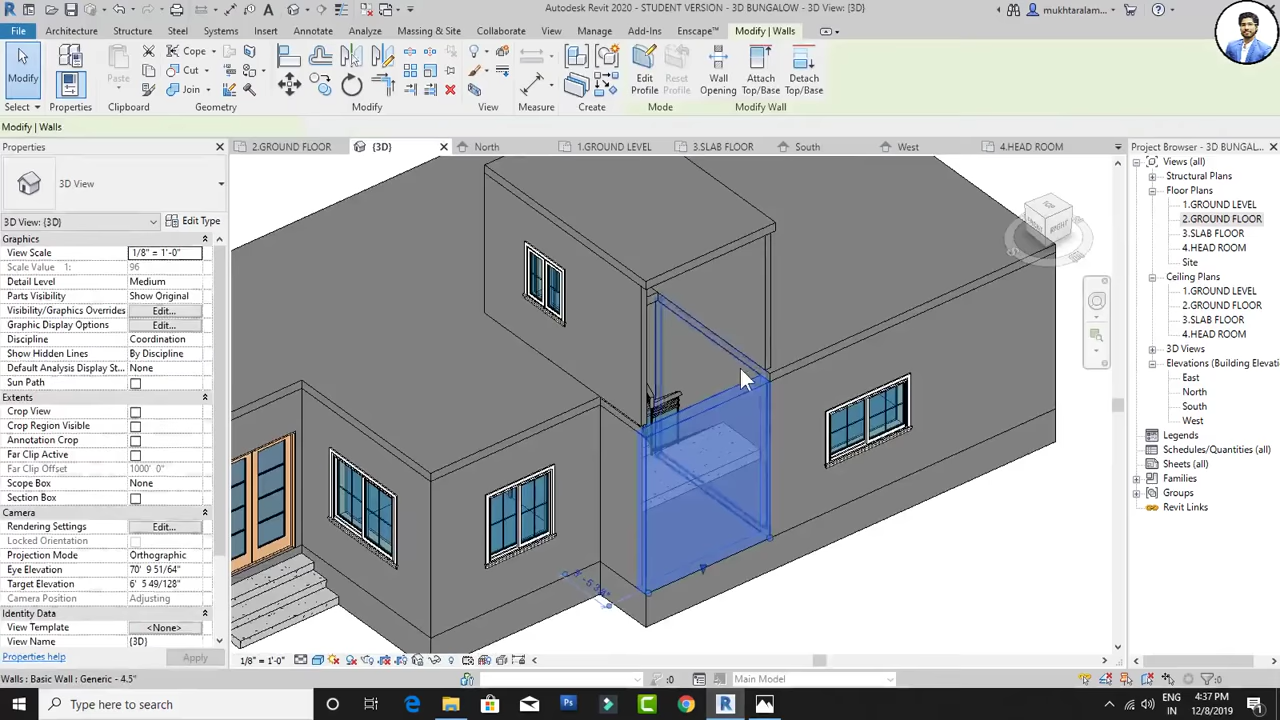 Autodesk Revit 2020 - STUDENT VERSION - 3D BUNGALOW - 3D View: {3D}
mukhtaralam...
File Architecture Structure Steel Systems Insert Annotate Analyze Massing & Site Collaborate View Manage Add-Ins Enscape™ Modify | Walls
Modify
Paste
Cope
Cut
Join
Edit Profile
Reset Profile
Wall Opening
Attach Top/Base
Detach Top/Base
Select Properties Clipboard Geometry Modify View Measure Create Mode Modify Wall
Modify | Walls
Properties
2.GROUND FLOOR {3D} North 1.GROUND LEVEL 3.SLAB FLOOR South West 4.HEAD ROOM
Project Browser - 3D BUNGAL...
3D View
3D View: {3D} Edit Type
Graphics
View Scale 1/8" = 1'-0"
Scale Value 1: 96
Detail Level Medium
Parts Visibility Show Original
Visibility/Graphics Overrides Edit...
Graphic Display Options Edit...
Discipline Coordination
Show Hidden Lines By Discipline
Default Analysis Display St... None
Sun Path
Extents
Crop View
Crop Region Visible
Annotation Crop
Far Clip Active
Far Clip Offset 1000' 0"
Scope Box None
Section Box
Camera
Rendering Settings Edit...
Locked Orientation
Projection Mode Orthographic
Eye Elevation 70' 9 51/64"
Target Elevation 6' 5 49/128"
Camera Position Adjusting
Identity Data
View Template <None>
View Name {3D}
Properties help Apply
TOP
FRONT
RIGHT
Views (all)
Structural Plans
Floor Plans
1.GROUND LEVEL
2.GROUND FLOOR
3.SLAB FLOOR
4.HEAD ROOM
Site
Ceiling Plans
1.GROUND LEVEL
2.GROUND FLOOR
3.SLAB FLOOR
4.HEAD ROOM
3D Views
Elevations (Building Elevati
East
North
South
West
Legends
Schedules/Quantities (all)
Sheets (all)
Families
Groups
Revit Links
1/8" = 1'-0"
Walls : Basic Wall : Generic - 4.5"
:0
Main Model
:0
Type here to search
ENG
IN
4:37 PM
12/8/2019